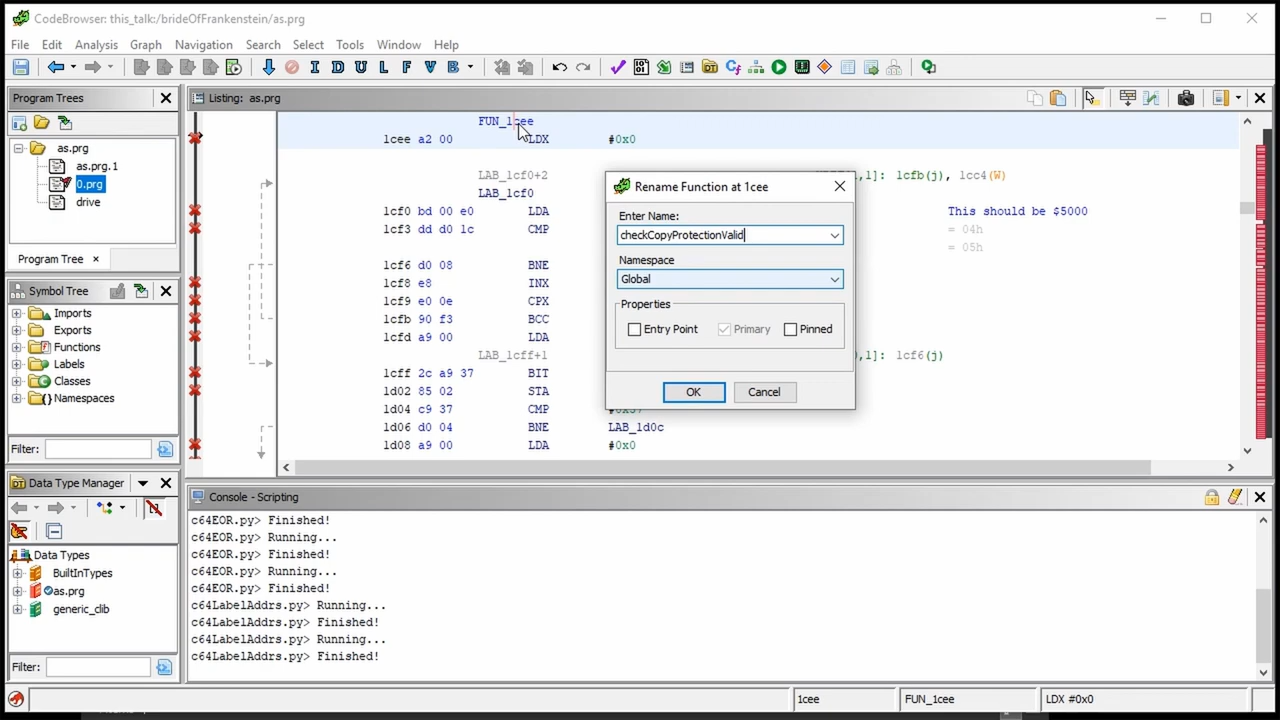 CodeBrowser: this_talk:/brideOfFrankenstein/as.prg
File Edit Analysis Graph Navigation Search Select Tools Window Help
I D U L F V B
Program Trees
as.prg
as.prg.1
0.prg
drive
Program Tree
Symbol Tree
Imports
Exports
Functions
Labels
Classes
Namespaces
Filter:
Data Type Manager
Data Types
BuiltInTypes
as.prg
generic_clib
Filter:
Listing: as.prg
FUN_1cee
1cee a2 00 LDX #0x0
LAB_1cf0+2 1]: 1cfb(j), 1cc4(W)
LAB_1cf0
1cf0 bd 00 e0 LDA This should be $5000
1cf3 dd d0 1c CMP = 04h
= 05h
1cf6 d0 08 BNE
1cf8 e8 INX
1cf9 e0 0e CPX
1cfb 90 f3 BCC
1cfd a9 00 LDA
LAB_1cff+1 0,1]: 1cf6(j)
1cff 2c a9 37 BIT
1d02 85 02 STA
1d04 c9 37 CMP #0x37
1d06 d0 04 BNE LAB_1d0c
1d08 a9 00 LDA #0x0
Rename Function at 1cee
Enter Name:
checkCopyProtectionValid
Namespace
Global
Properties
Entry Point Primary Pinned
OK Cancel
Console - Scripting
c64EOR.py> Finished!
c64EOR.py> Running...
c64EOR.py> Finished!
c64EOR.py> Running...
c64EOR.py> Finished!
c64LabelAddrs.py> Running...
c64LabelAddrs.py> Finished!
c64LabelAddrs.py> Running...
c64LabelAddrs.py> Finished!
1cee FUN_1cee LDX #0x0